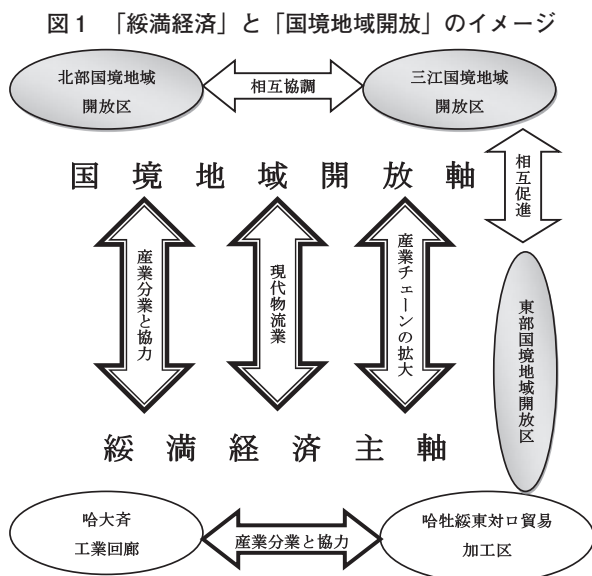 図1 「綏満経済」と「国境地域開放」のイメージ
北部国境地域
開放区
相互協調
三江国境地域
開放区
国境地域開放軸
相互促進
産業分業と協力
現代物流業
産業チェーンの拡大
東部国境地域開放区
綏満経済主軸
哈大斉
工業回廊
産業分業と協力
哈牡綏東対口貿易
加工区